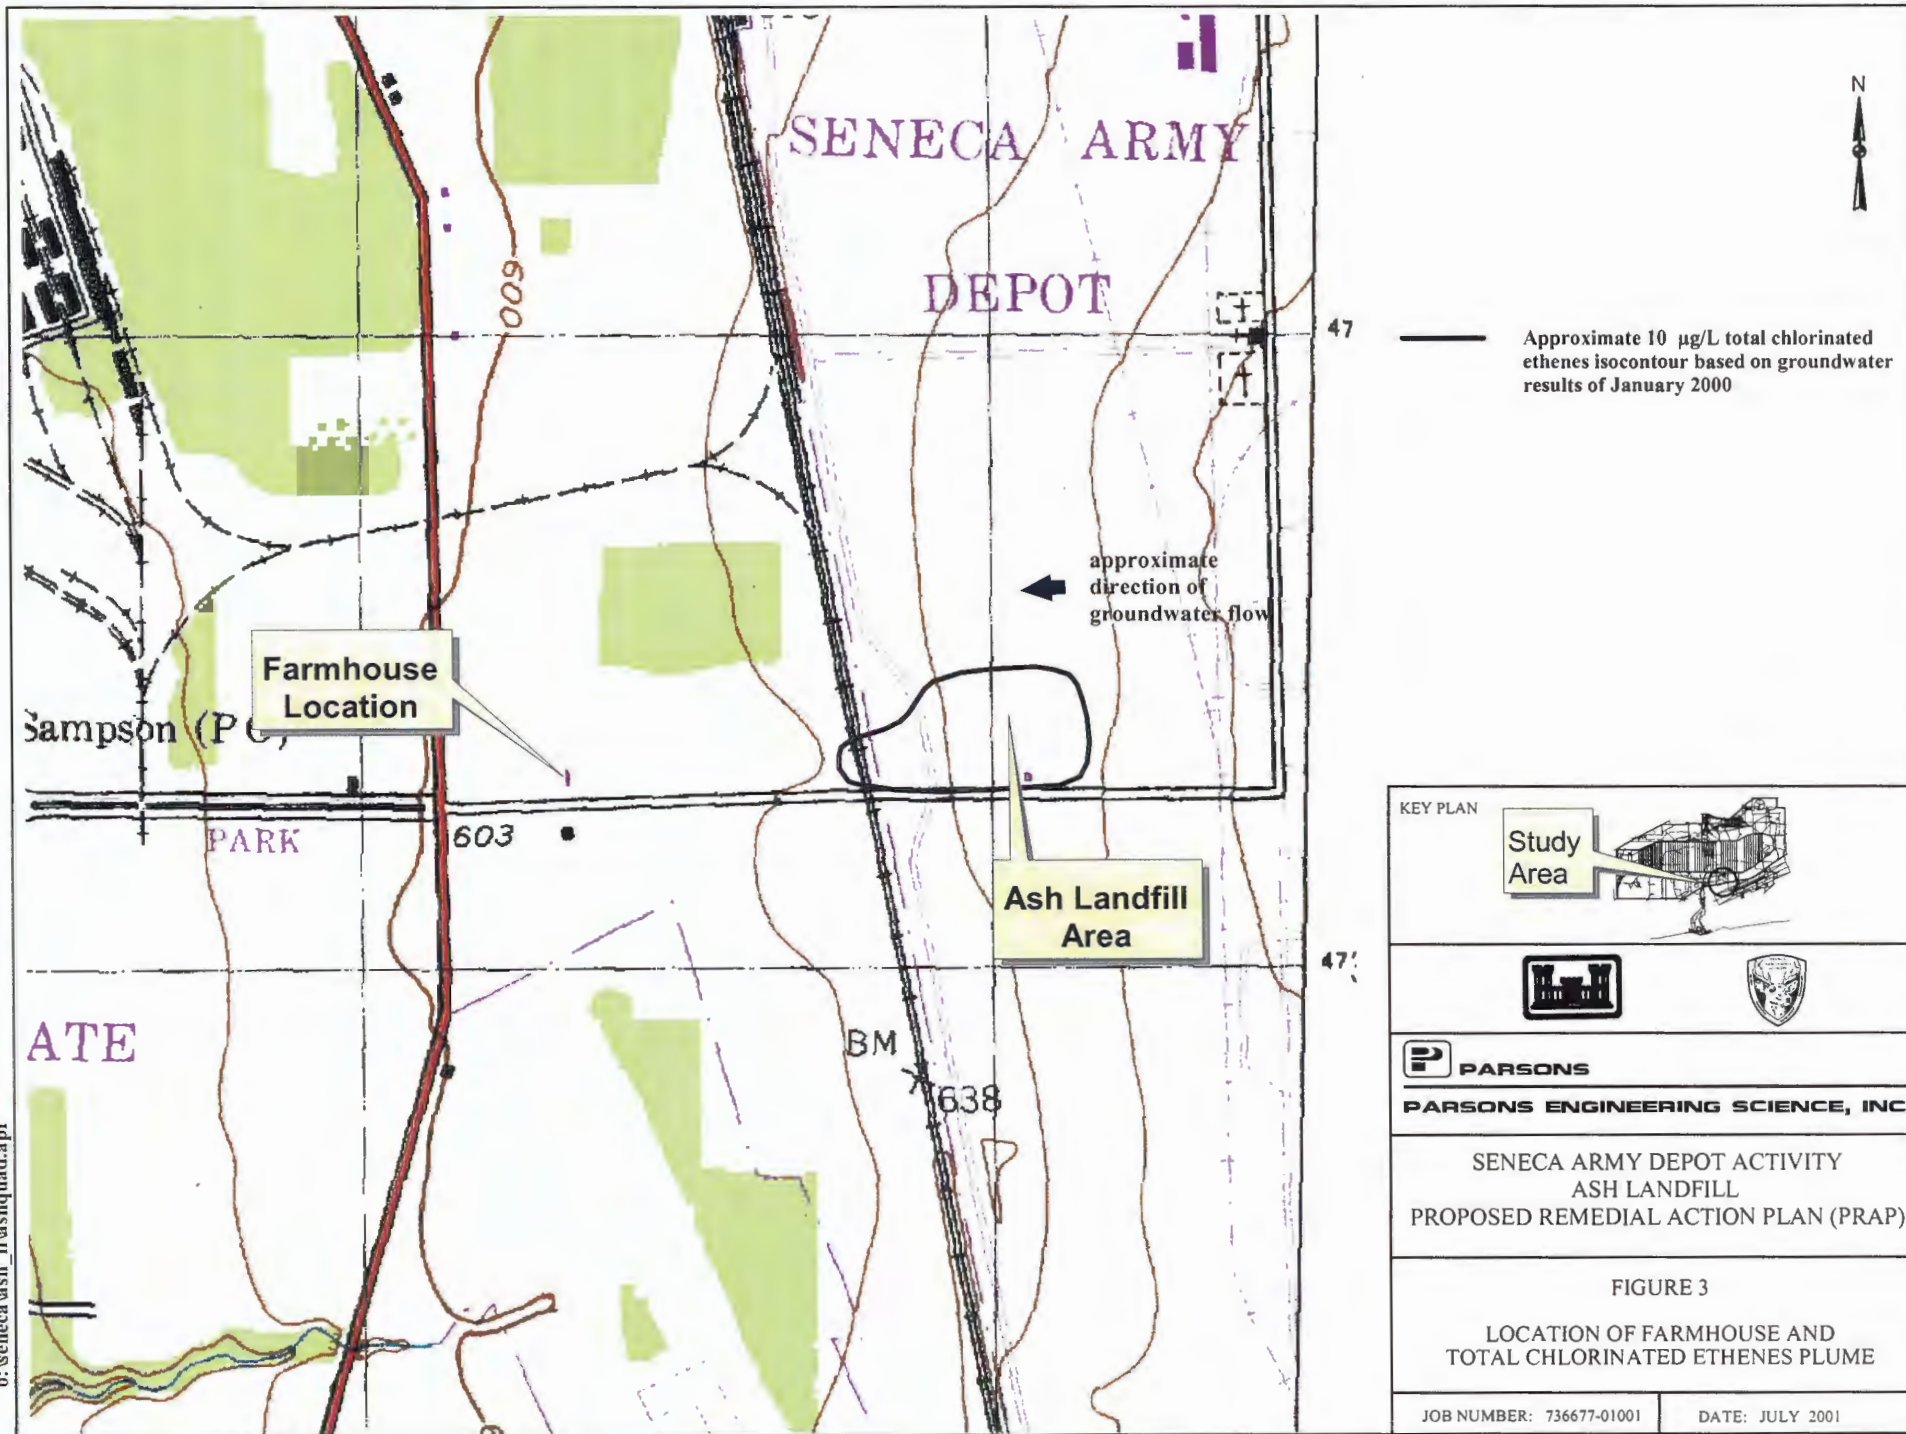 SENECA ARMY
DEPOT
600
N
47
Approximate 10 µg/L total chlorinated
ethenes isocontour based on groundwater
results of January 2000
approximate
direction of
groundwater flow
Farmhouse
Location
Sampson (PO)
PARK
603
Ash Landfill
Area
ATE
BM
638
KEY PLAN
Study
Area
PARSONS
PARSONS ENGINEERING SCIENCE, INC
SENECA ARMY DEPOT ACTIVITY
ASH LANDFILL
PROPOSED REMEDIAL ACTION PLAN (PRAP)
FIGURE 3
LOCATION OF FARMHOUSE AND
TOTAL CHLORINATED ETHENES PLUME
JOB NUMBER: 736677-01001
DATE: JULY 2001